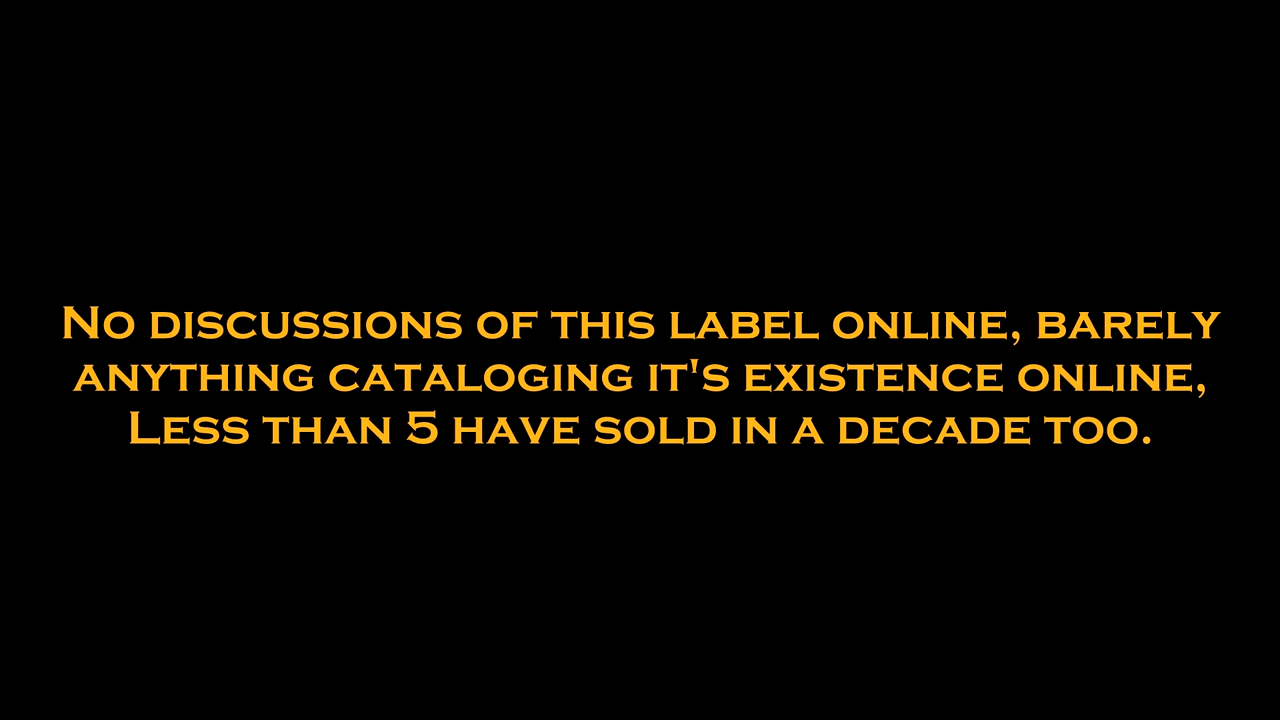 No discussions of this label online, barely
anything cataloging it's existence online,
Less than 5 have sold in a decade too.